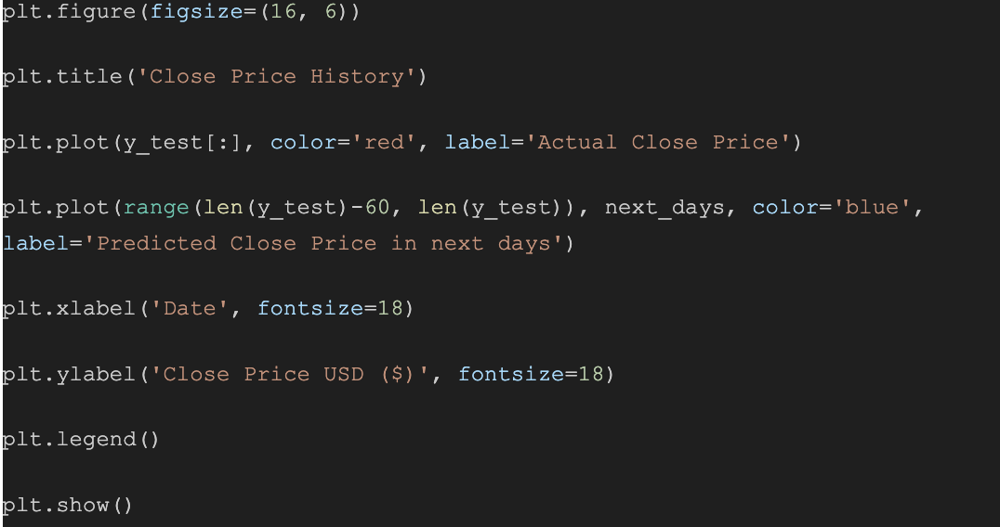 plt.figure(figsize=(16, 6))
plt.title('Close Price History')
plt.plot(y_test[:], color='red', label='Actual Close Price')
plt.plot(range(len(y_test)-60, len(y_test)), next_days, color='blue',
label='Predicted Close Price in next days')
plt.xlabel('Date', fontsize=18)
plt.ylabel('Close Price USD ($)', fontsize=18)
plt.legend()
plt.show()